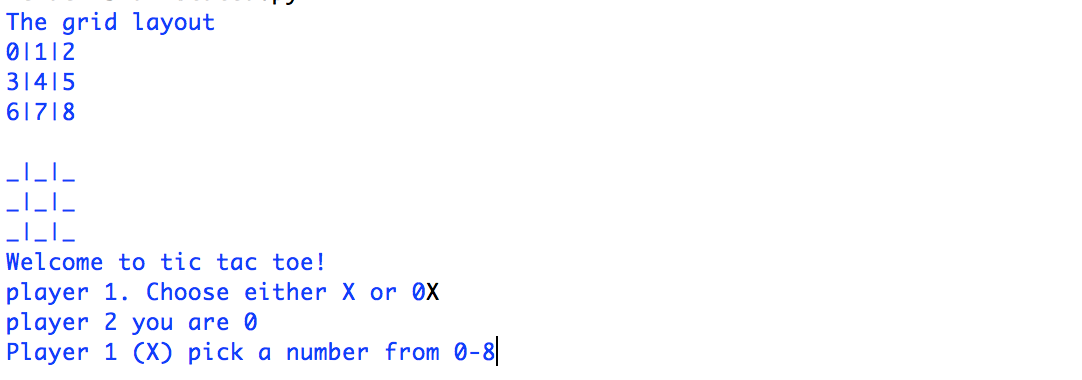 The grid layout
0|1|2
3|4|5
6|7|8
_|_|_
_|_|_
_|_|_
Welcome to tic tac toe!
player 1. Choose either X or 0X
player 2 you are 0
Player 1 (X) pick a number from 0-8